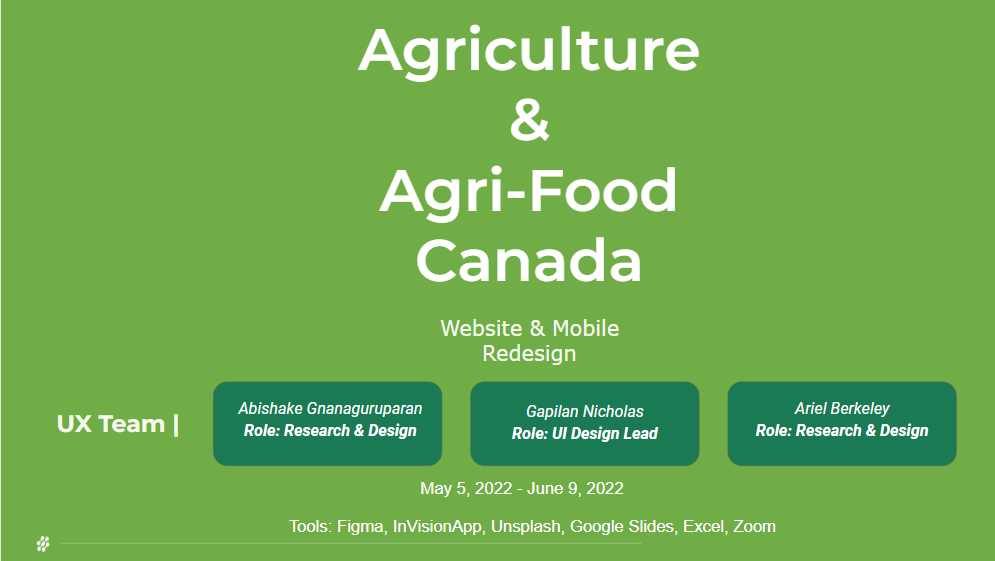 Agriculture
&
Agri-Food
Canada
Website & Mobile
Redesign
UX Team |
Abishake Gnanaguruparan
Role: Research & Design
Gapilan Nicholas
Role: UI Design Lead
Ariel Berkeley
Role: Research & Design
May 5, 2022 - June 9, 2022
Tools: Figma, InVisionApp, Unsplash, Google Slides, Excel, Zoom